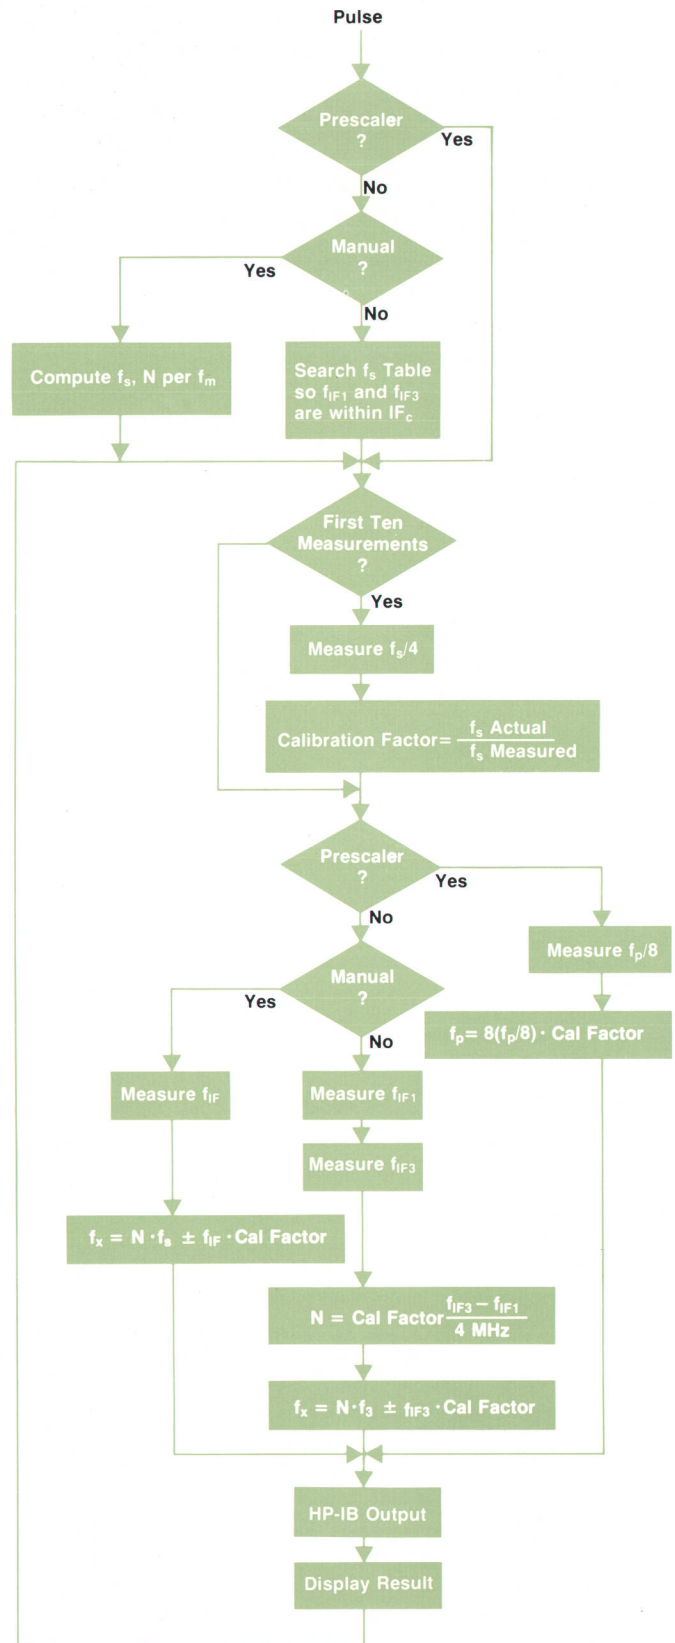 Pulse
Prescaler
?
Yes
No
Manual
?
Yes
No
Compute fs, N per fm
Search fs Table
so fIF1 and fIF3
are within IFc
First Ten
Measurements
?
Yes
Measure fs/4
Calibration Factor= fs Actual
fs Measured
Prescaler
?
Yes
No
Measure fp/8
Manual
?
Yes
No
fp= 8(fp/8) · Cal Factor
Measure fIF
Measure fIF1
Measure fIF3
fx = N · fs ± fIF · Cal Factor
N = Cal Factor fIF3 − fIF1
4 MHz
fx = N · f3 ± fIF3 · Cal Factor
HP-IB Output
Display Result